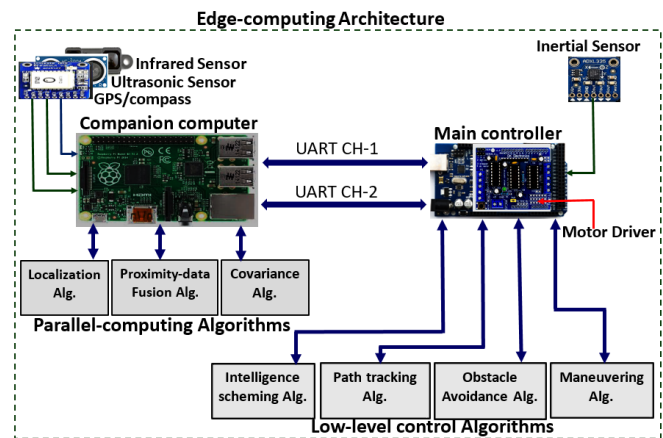 Edge-computing Architecture
Infrared Sensor
Ultrasonic Sensor
GPS/compass
Inertial Sensor
ADXL335
Companion computer
Main controller
UART CH-1
UART CH-2
Motor Driver
Localization
Alg.
Proximity-data
Fusion Alg.
Covariance
Alg.
Parallel-computing Algorithms
Intelligence
scheming Alg.
Path tracking
Alg.
Obstacle
Avoidance Alg.
Maneuvering
Alg.
Low-level control Algorithms